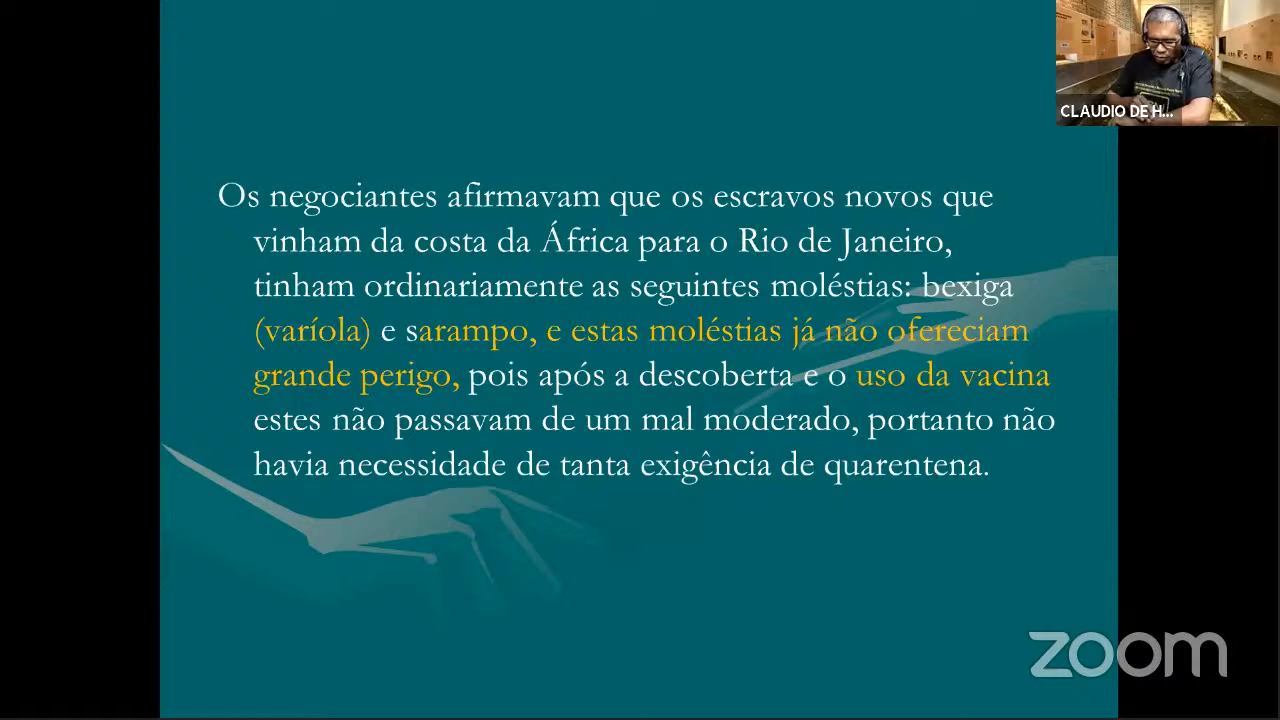 CLAUDIO DE H...
Os negociantes afirmavam que os escravos novos que
vinham da costa da África para o Rio de Janeiro,
tinham ordinariamente as seguintes moléstias: bexiga
(varíola) e sarampo, e estas moléstias já não ofereciam
grande perigo, pois após a descoberta e o uso da vacina
estes não passavam de um mal moderado, portanto não
havia necessidade de tanta exigência de quarentena.
zoom